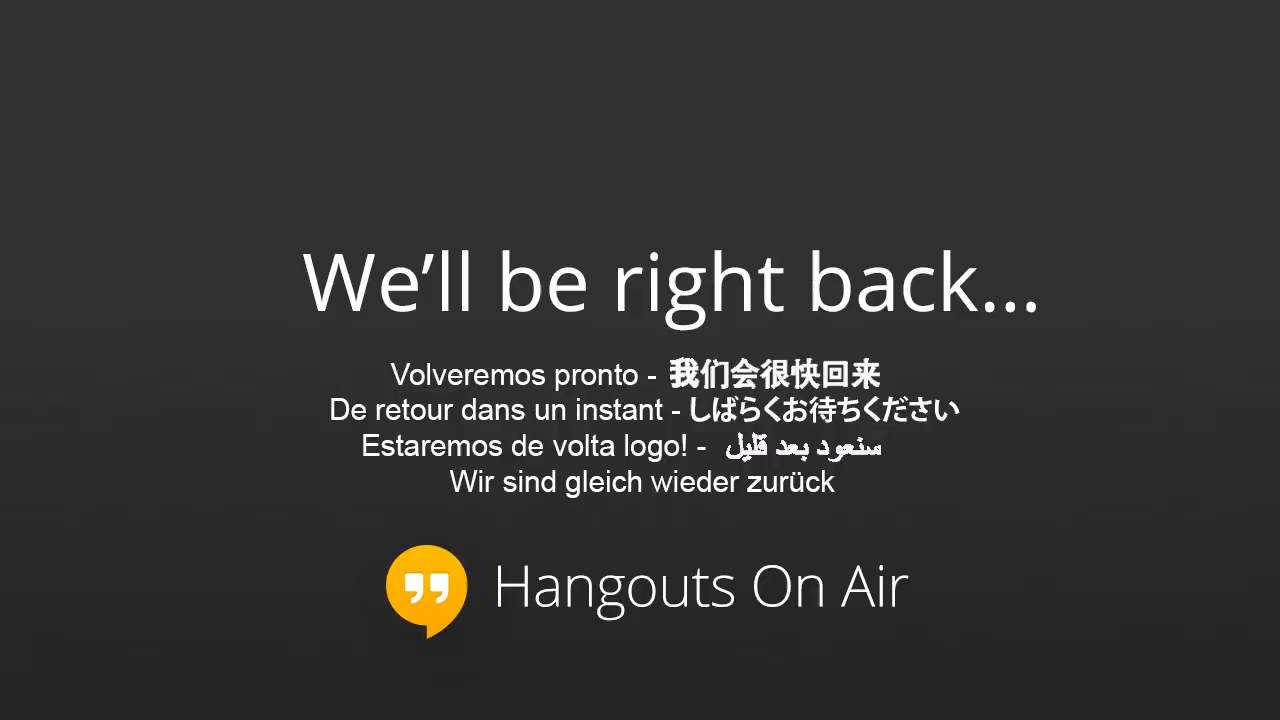 We’ll be right back...
Volveremos pronto - 我们会很快回来
De retour dans un instant - しばらくお待ちください
Estaremos de volta logo! - سنعود بعد قليل
Wir sind gleich wieder zurück
Hangouts On Air